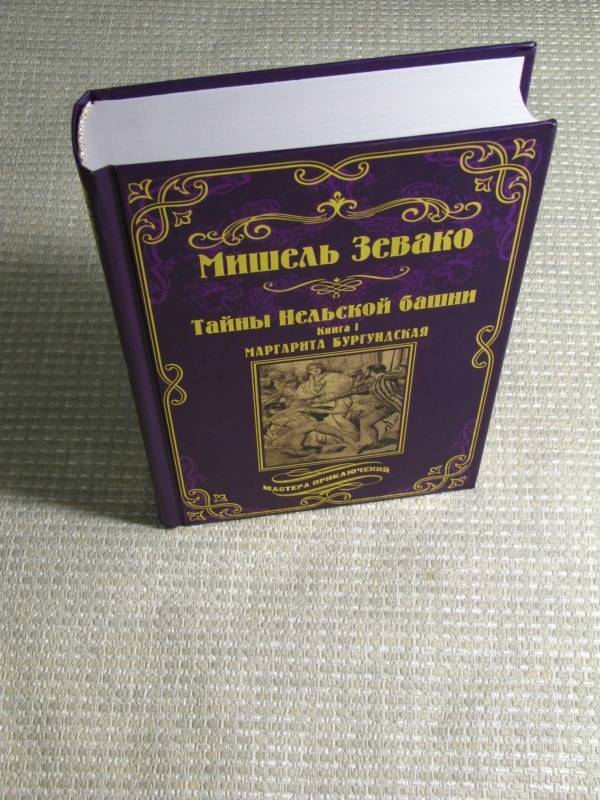 Мишель Зевако
Тайны Нельской башни
Книга I
МАРГАРИТА БУРГУНДСКАЯ
МАСТЕРА ПРИКЛЮЧЕНИЙ